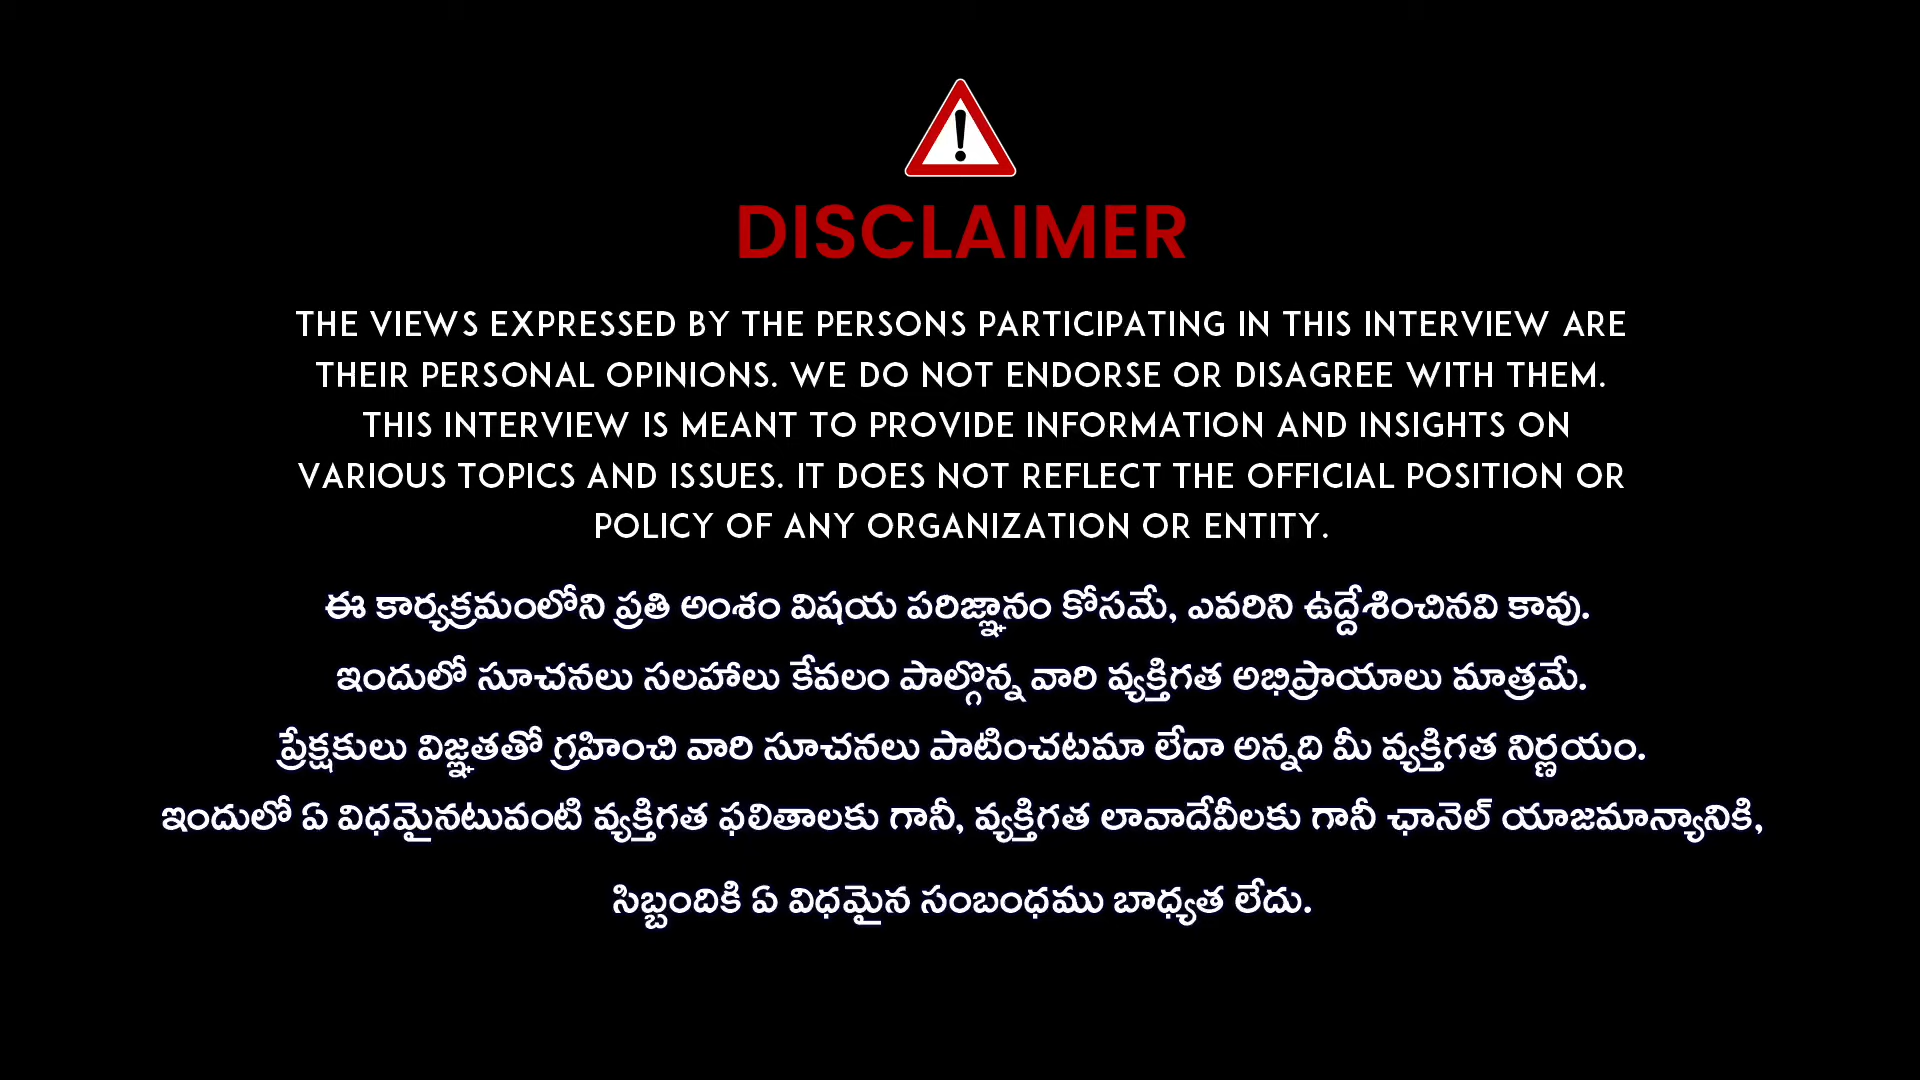 DISCLAIMER
THE VIEWS EXPRESSED BY THE PERSONS PARTICIPATING IN THIS INTERVIEW ARE
THEIR PERSONAL OPINIONS. WE DO NOT ENDORSE OR DISAGREE WITH THEM.
THIS INTERVIEW IS MEANT TO PROVIDE INFORMATION AND INSIGHTS ON
VARIOUS TOPICS AND ISSUES. IT DOES NOT REFLECT THE OFFICIAL POSITION OR
POLICY OF ANY ORGANIZATION OR ENTITY.
ఈ కార్యక్రమంలోని ప్రతి అంశం విషయ పరిజ్ఞానం కోసమే, ఎవరిని ఉద్దేశించినవి కావు.
ఇందులో సూచనలు సలహాలు కేవలం పాల్గొన్న వారి వ్యక్తిగత అభిప్రాయాలు మాత్రమే.
ప్రేక్షకులు విజ్ఞతతో గ్రహించి వారి సూచనలు పాటించటమా లేదా అన్నది మీ వ్యక్తిగత నిర్ణయం.
ఇందులో ఏ విధమైనటువంటి వ్యక్తిగత ఫలితాలకు గానీ, వ్యక్తిగత లావాదేవీలకు గానీ ఛానెల్ యాజమాన్యానికి,
సిబ్బందికి ఏ విధమైన సంబంధము బాధ్యత లేదు.